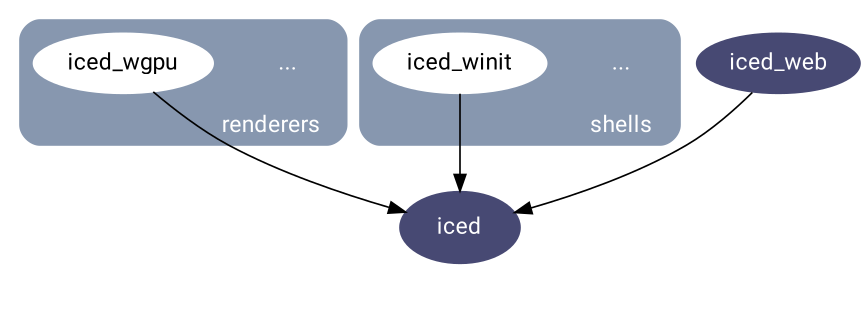 iced_wgpu
...
renderers
iced_winit
...
shells
iced_web
iced